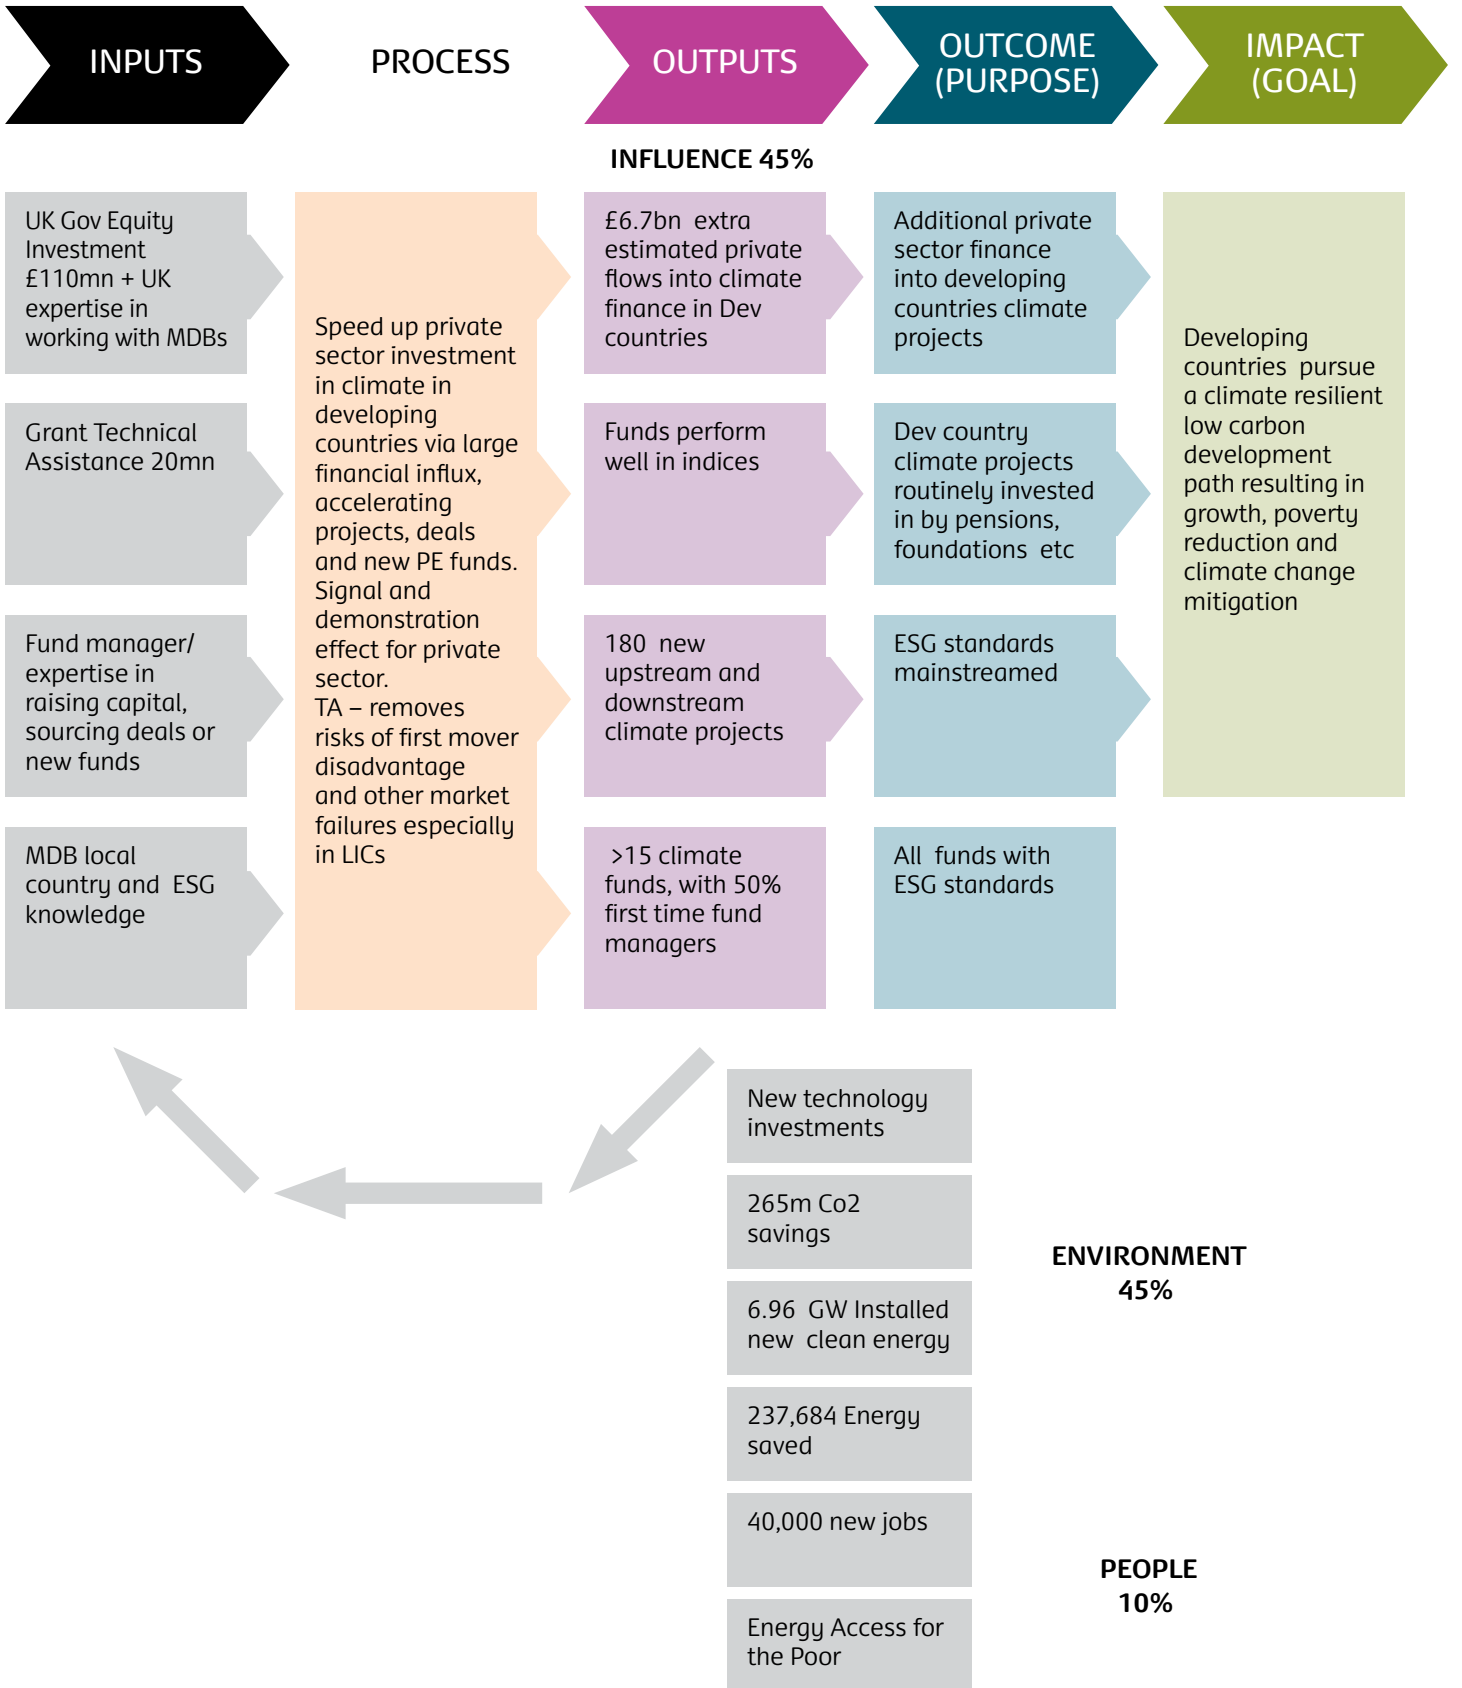 INPUTS
PROCESS
OUTPUTS
OUTCOME
(PURPOSE)
IMPACT
(GOAL)
INFLUENCE 45%
UK Gov Equity
Investment
£110mn + UK
expertise in
working with MDBs
Grant Technical
Assistance 20mn
Fund manager/
expertise in
raising capital,
sourcing deals or
new funds
MDB local
country and ESG
knowledge
Speed up private
sector investment
in climate in
developing
countries via large
financial influx,
accelerating
projects, deals
and new PE funds.
Signal and
demonstration
effect for private
sector.
TA – removes
risks of first mover
disadvantage
and other market
failures especially
in LICs
£6.7bn extra
estimated private
flows into climate
finance in Dev
countries
Funds perform
well in indices
180 new
upstream and
downstream
climate projects
>15 climate
funds, with 50%
first time fund
managers
Additional private
sector finance
into developing
countries climate
projects
Dev country
climate projects
routinely invested
in by pensions,
foundations etc
ESG standards
mainstreamed
All funds with
ESG standards
Developing
countries pursue
a climate resilient
low carbon
development
path resulting in
growth, poverty
reduction and
climate change
mitigation
New technology
investments
265m Co2
savings
6.96 GW Installed
new clean energy
237,684 Energy
saved
40,000 new jobs
Energy Access for
the Poor
ENVIRONMENT
45%
PEOPLE
10%